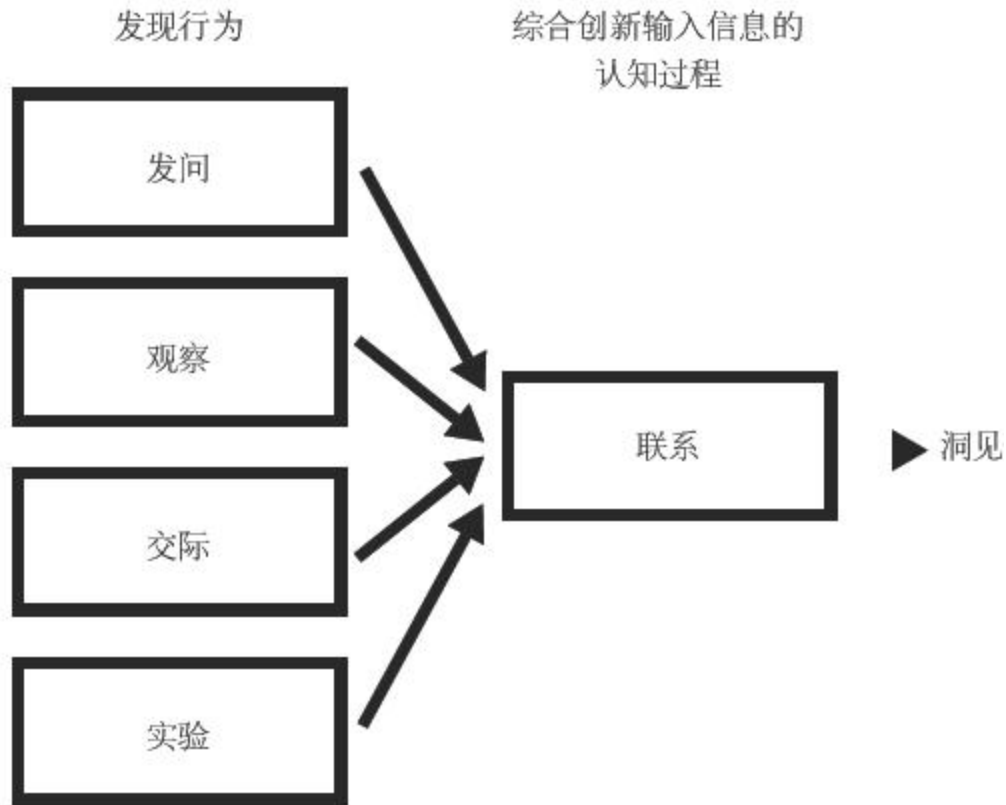 发现行为
综合创新输入信息的
认知过程
发问
观察
交际
实验
联系
洞见